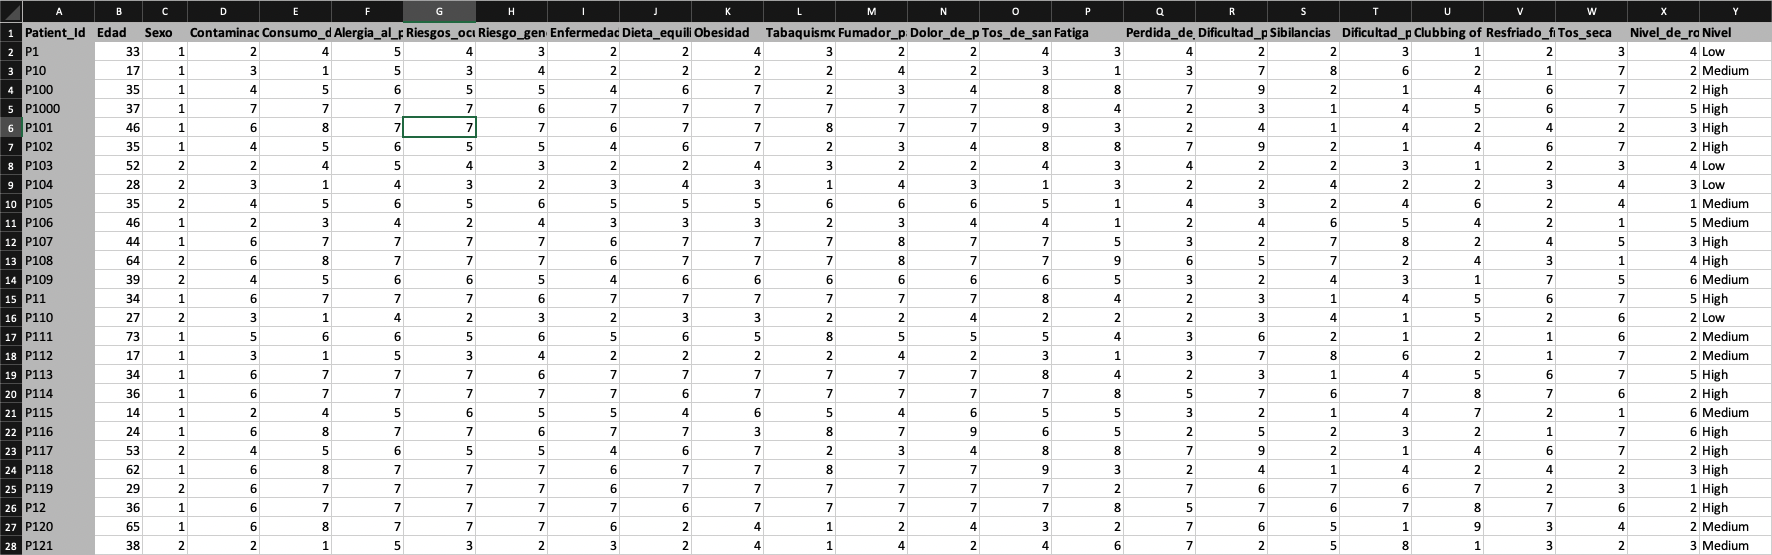 A B C D E F G H I J K L M N O P Q R S T U V W X Y
1 Patient_Id Edad Sexo Contaminac Consumo_d Alergia_al_p Riesgos_ocu Riesgo_gen Enfermedad Dieta_equili Obesidad Tabaquismo Fumador_p Dolor_de_p Tos_de_san Fatiga Perdida_de_ Dificultad_p Sibilancias Dificultad_p Clubbing of Resfriado_fr Tos_seca Nivel_de_ro Nivel
2 P1 33 1 2 4 5 4 3 2 2 4 3 2 2 4 3 4 2 2 3 1 2 3 4 Low
3 P10 17 1 3 1 5 3 4 2 2 2 2 4 2 3 1 3 7 8 6 2 1 7 2 Medium
4 P100 35 1 4 5 6 5 5 4 6 7 2 3 4 8 8 7 9 2 1 4 6 7 2 High
5 P1000 37 1 7 7 7 7 6 7 7 7 7 7 7 8 4 2 3 1 4 5 6 7 5 High
6 P101 46 1 6 8 7 7 7 6 7 7 8 7 7 9 3 2 4 1 4 2 4 2 3 High
7 P102 35 1 4 5 6 5 5 4 6 7 2 3 4 8 8 7 9 2 1 4 6 7 2 High
8 P103 52 2 2 4 5 4 3 2 2 4 3 2 2 4 3 4 2 2 3 1 2 3 4 Low
9 P104 28 2 3 1 4 3 2 3 4 3 1 4 3 1 3 2 2 4 2 2 3 4 3 Low
10 P105 35 2 4 5 6 5 6 5 5 5 6 6 6 5 1 4 3 2 4 6 2 4 1 Medium
11 P106 46 1 2 3 4 2 4 3 3 3 2 3 4 4 1 2 4 6 5 4 2 1 5 Medium
12 P107 44 1 6 7 7 7 7 6 7 7 7 8 7 7 5 3 2 7 8 2 4 5 3 High
13 P108 64 2 6 8 7 7 7 6 7 7 7 8 7 7 9 6 5 7 2 4 3 1 4 High
14 P109 39 2 4 5 6 6 5 4 6 6 6 6 6 6 5 3 2 4 3 1 7 5 6 Medium
15 P11 34 1 6 7 7 7 6 7 7 7 7 7 7 8 4 2 3 1 4 5 6 7 5 High
16 P110 27 2 3 1 4 2 3 2 3 3 2 2 4 2 2 2 3 4 1 5 2 6 2 Low
17 P111 73 1 5 6 6 5 6 5 6 5 8 5 5 5 4 3 6 2 1 2 1 6 2 Medium
18 P112 17 1 3 1 5 3 4 2 2 2 2 4 2 3 1 3 7 8 6 2 1 7 2 Medium
19 P113 34 1 6 7 7 7 6 7 7 7 7 7 7 8 4 2 3 1 4 5 6 7 5 High
20 P114 36 1 6 7 7 7 7 7 6 7 7 7 7 7 8 5 7 6 7 8 7 6 2 High
21 P115 14 1 2 4 5 6 5 5 4 6 5 4 6 5 5 3 2 1 4 7 2 1 6 Medium
22 P116 24 1 6 8 7 7 6 7 7 3 8 7 9 6 5 2 5 2 3 2 1 7 6 High
23 P117 53 2 4 5 6 5 5 4 6 7 2 3 4 8 8 7 9 2 1 4 6 7 2 High
24 P118 62 1 6 8 7 7 7 6 7 7 8 7 7 9 3 2 4 1 4 2 4 2 3 High
25 P119 29 2 6 7 7 7 7 6 7 7 7 7 7 7 2 7 6 7 6 7 2 3 1 High
26 P12 36 1 6 7 7 7 7 7 6 7 7 7 7 7 8 5 7 6 7 8 7 6 2 High
27 P120 65 1 6 8 7 7 7 6 2 4 1 2 4 3 2 7 6 5 1 9 3 4 2 Medium
28 P121 38 2 2 1 5 3 2 3 2 4 1 4 2 4 6 7 2 5 8 1 3 2 3 Medium